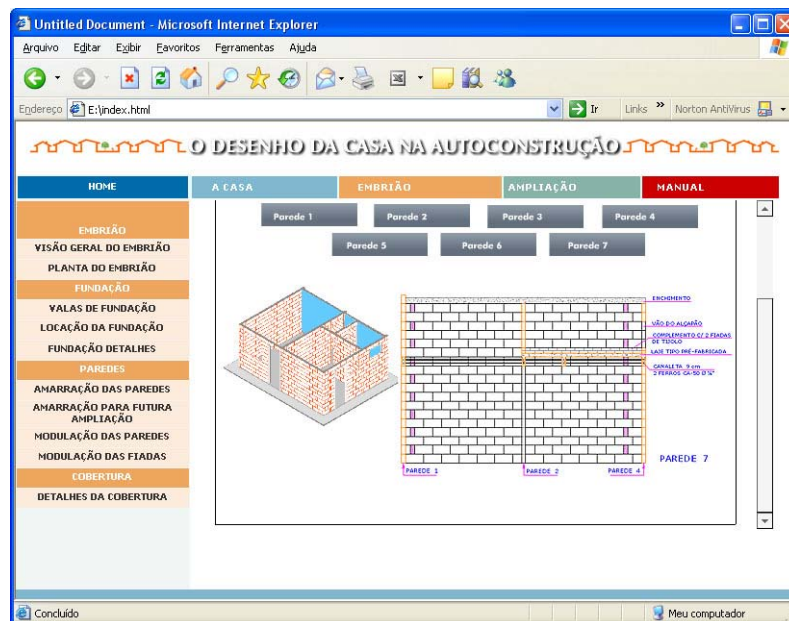 Untitled Document - Microsoft Internet Explorer
Arquivo Editar Exibir Favoritos Ferramentas Ajuda
Endereço E:\index.html Ir Links » Norton AntiVirus
O DESENHO DA CASA NA AUTOCONSTRUÇÃO
HOME A CASA EMBRIÃO AMPLIAÇÃO MANUAL
Parede 1 Parede 2 Parede 3 Parede 4
Parede 5 Parede 6 Parede 7
EMBRIÃO
VISÃO GERAL DO EMBRIÃO
PLANTA DO EMBRIÃO
FUNDAÇÃO
VALAS DE FUNDAÇÃO
LOCAÇÃO DA FUNDAÇÃO
FUNDAÇÃO DETALHES
PAREDES
AMARRAÇÃO DAS PAREDES
AMARRAÇÃO PARA FUTURA
AMPLIAÇÃO
MODULAÇÃO DAS PAREDES
MODULAÇÃO DAS FIADAS
COBERTURA
DETALHES DA COBERTURA
ENCHIMENTO
VÃO DO ALÇAPÃO
COMPLEMENTO C/ 2 FIADAS
DE TIJOLO
LAJE TIPO PRÉ-FABRICADA
CANALETA 9 cm
2 FERROS CA-50 Ø
PAREDE 7
PAREDE 1 PAREDE 2 PAREDE 4
Concluído Meu computador